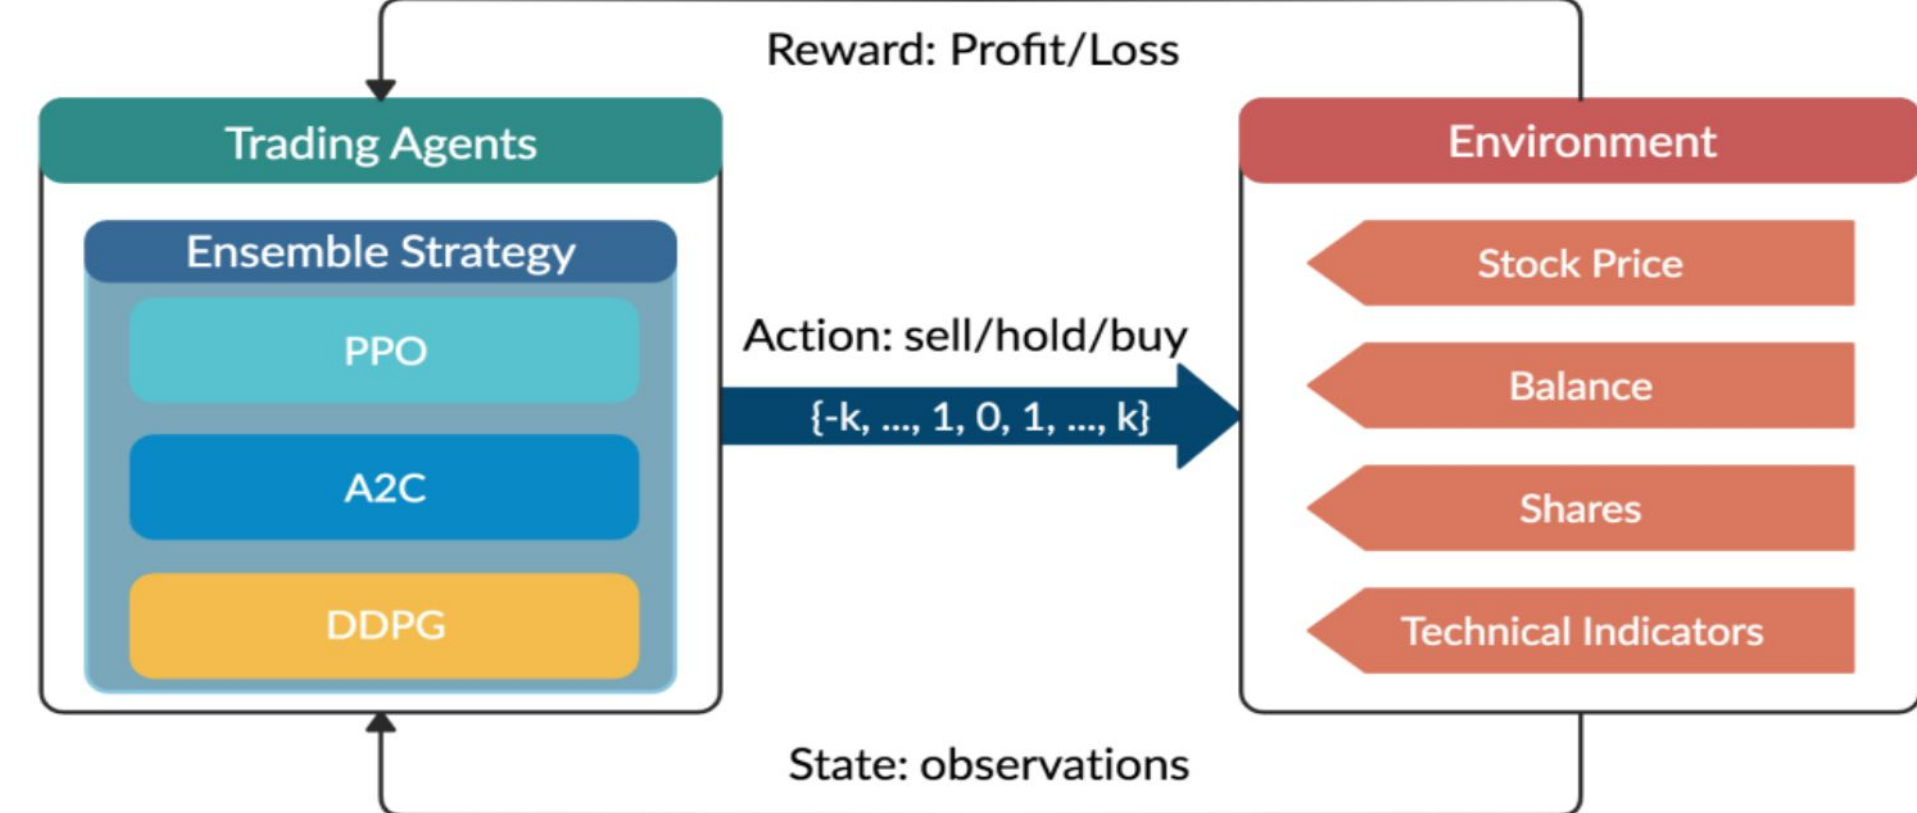 Reward: Profit/Loss
Trading Agents
Ensemble Strategy
PPO
A2C
DDPG
Action: sell/hold/buy
{-k, ..., 1, 0, 1, ..., k}
Environment
Stock Price
Balance
Shares
Technical Indicators
State: observations